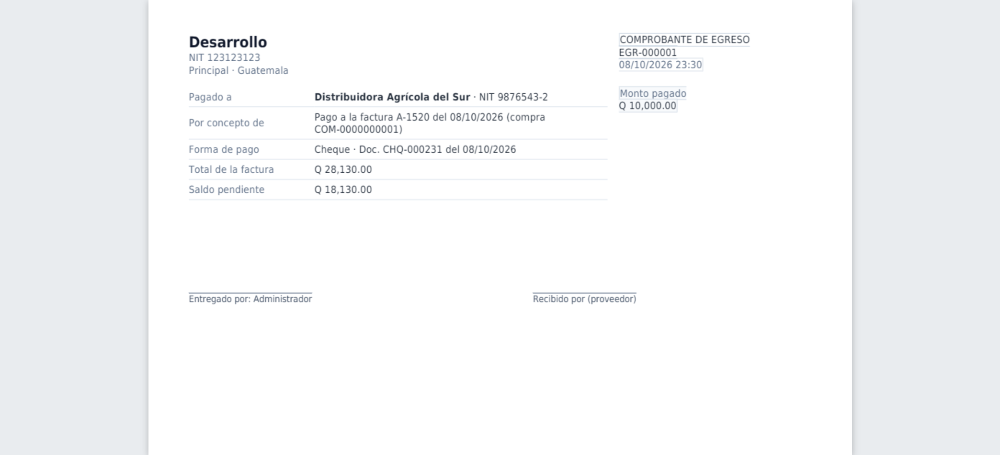 Desarrollo
NIT 123123123
Principal · Guatemala
COMPROBANTE DE EGRESO
EGR-000001
08/10/2026 23:30
Monto pagado
Q 10,000.00
Pagado a Distribuidora Agrícola del Sur · NIT 9876543-2
Por concepto de Pago a la factura A-1520 del 08/10/2026 (compra
COM-0000000001)
Forma de pago Cheque · Doc. CHQ-000231 del 08/10/2026
Total de la factura Q 28,130.00
Saldo pendiente Q 18,130.00
Entregado por: Administrador
Recibido por (proveedor)